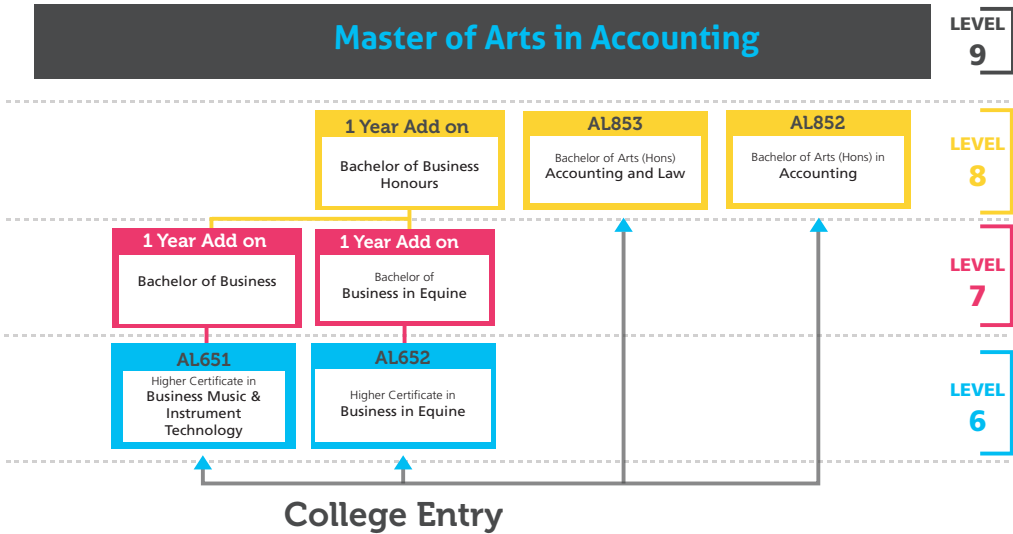 Master of Arts in Accounting
LEVEL
9
1 Year Add on
Bachelor of Business
Honours
AL853
Bachelor of Arts (Hons)
Accounting and Law
AL852
Bachelor of Arts (Hons) in
Accounting
LEVEL
8
1 Year Add on
Bachelor of Business
1 Year Add on
Bachelor of
Business in Equine
LEVEL
7
AL651
Higher Certificate in
Business Music &
Instrument
Technology
AL652
Higher Certificate in
Business in Equine
LEVEL
6
College Entry